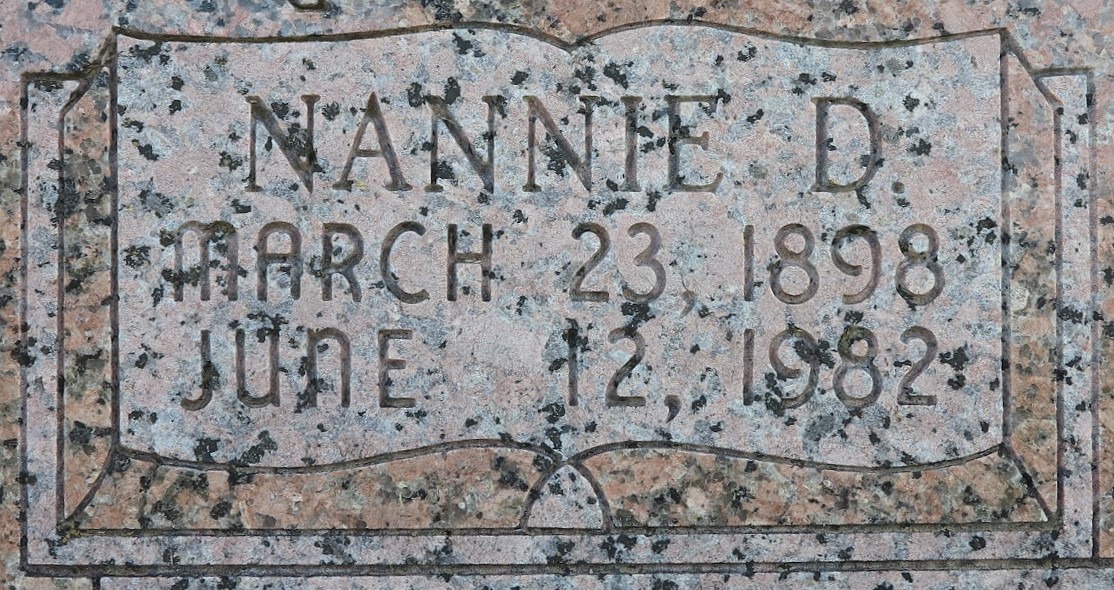 NANNIE D.
MARCH 23, 1898
JUNE 12, 1982